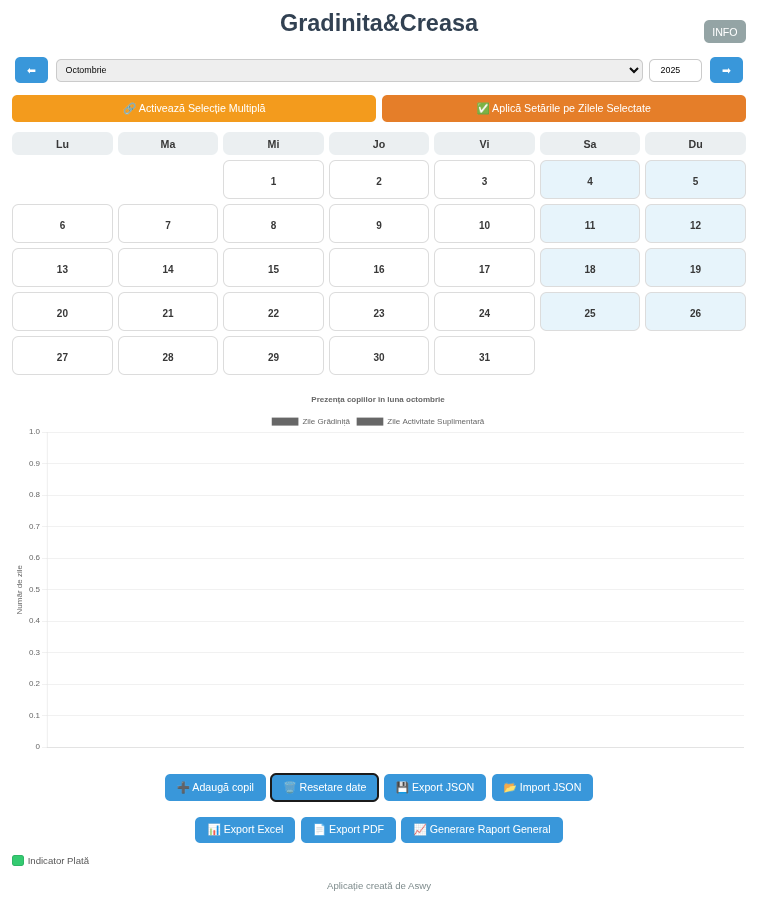 Gradinita&Creasa
INFO
⬅ Octombrie 2025 ➡
🔗 Activează Selecție Multiplă ✅ Aplică Setările pe Zilele Selectate
Lu Ma Mi Jo Vi Sa Du
1 2 3 4 5
6 7 8 9 10 11 12
13 14 15 16 17 18 19
20 21 22 23 24 25 26
27 28 29 30 31
Prezența copiilor în luna octombrie
Zile Grădiniță Zile Activitate Suplimentară
1.0
0.9
0.8
0.7
0.6
0.5
0.4
0.3
0.2
0.1
0
Număr de zile
➕ Adaugă copil 🗑️ Resetare date 💾 Export JSON 📂 Import JSON
📊 Export Excel 📄 Export PDF 📈 Generare Raport General
Indicator Plată
Aplicație creată de Aswy